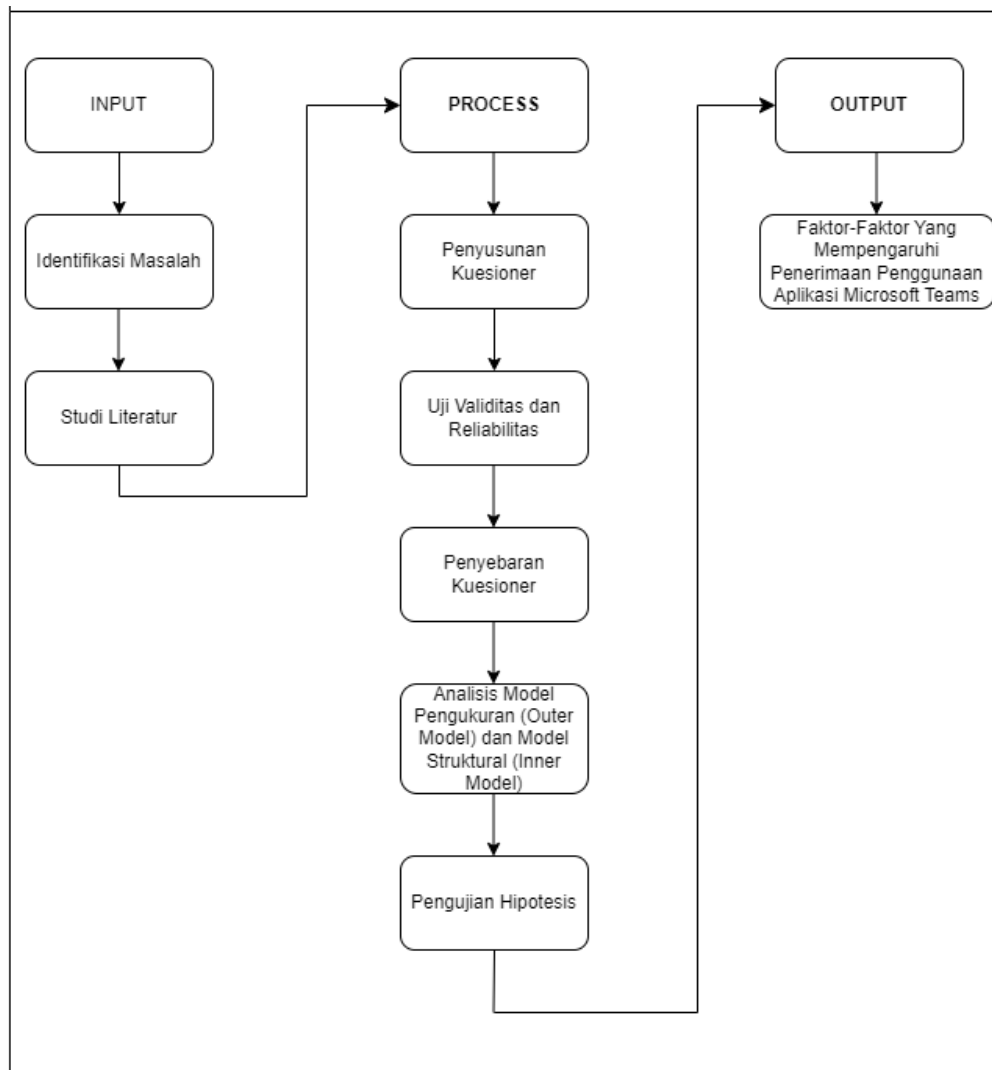 INPUT
Identifikasi Masalah
Studi Literatur
PROCESS
Penyusunan
Kuesioner
Uji Validitas dan
Reliabilitas
Penyebaran
Kuesioner
Analisis Model
Pengukuran (Outer
Model) dan Model
Struktural (Inner
Model)
Pengujian Hipotesis
OUTPUT
Faktor-Faktor Yang
Mempengaruhi
Penerimaan Penggunaan
Aplikasi Microsoft Teams